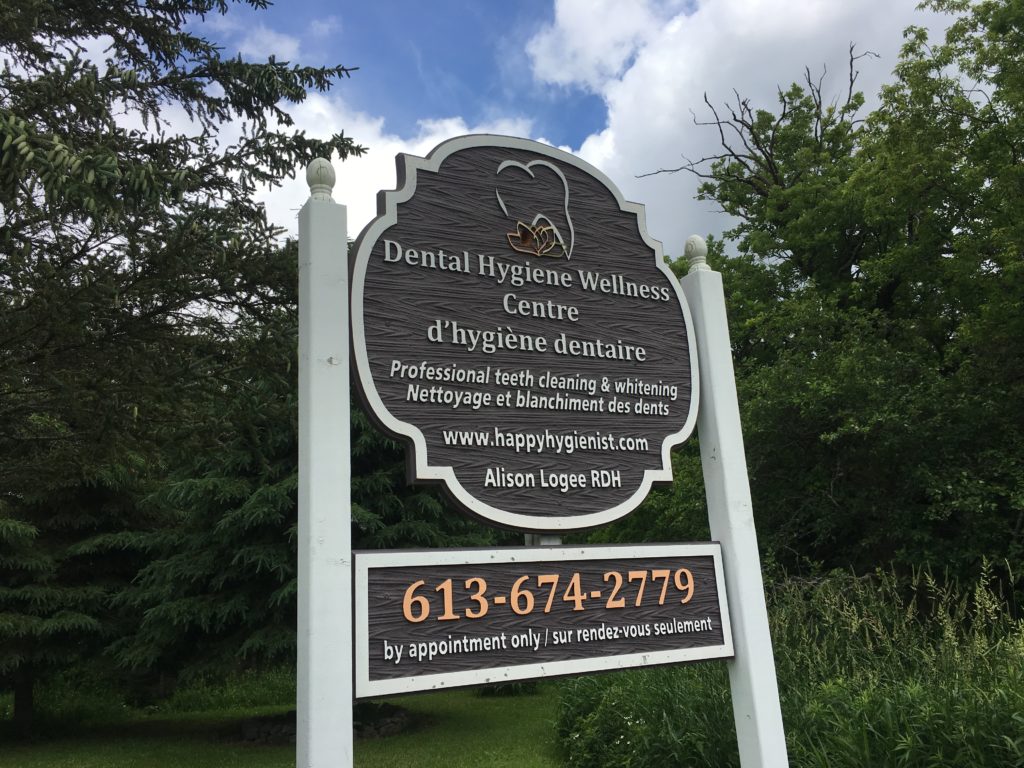 Dental Hygiene Wellness
Centre
d'hygiène dentaire
Professional teeth cleaning & whitening
Nettoyage et blanchiment des dents
www.happyhygienist.com
Alison Logee RDH
613-674-2779
by appointment only / sur rendez-vous seulement